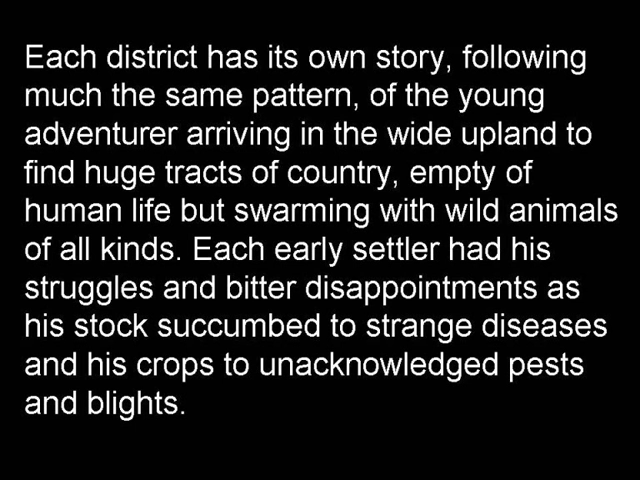 Each district has its own story, following
much the same pattern, of the young
adventurer arriving in the wide upland to
find huge tracts of country, empty of
human life but swarming with wild animals
of all kinds. Each early settler had his
struggles and bitter disappointments as
his stock succumbed to strange diseases
and his crops to unacknowledged pests
and blights.